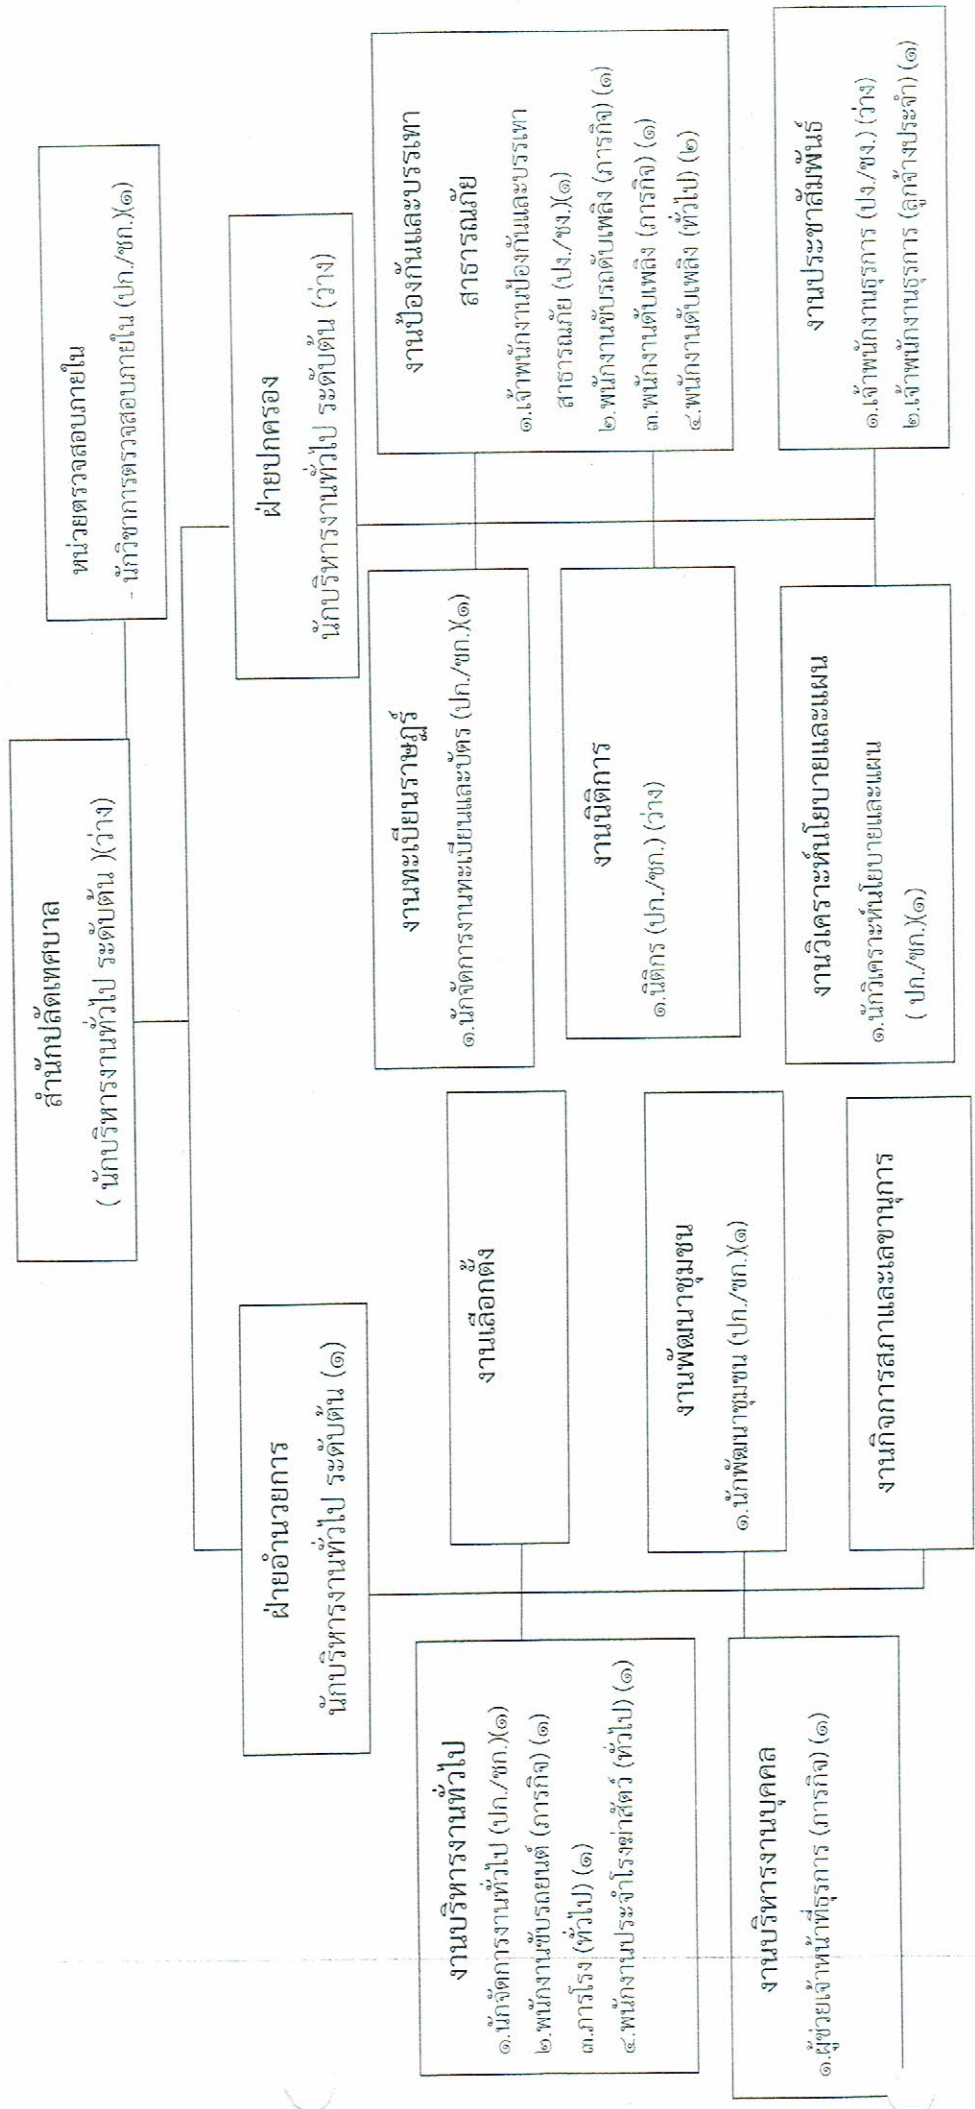 สำนักปลัดเทศบาล
( นักบริหารงานทั่วไป ระดับต้น )(ว่าง)
หน่วยตรวจสอบภายใน
- นักวิชาการตรวจสอบภายใน (ปก./ชก.)(๑)
ฝ่ายอำนวยการ
นักบริหารงานทั่วไป ระดับต้น (๑)
ฝ่ายปกครอง
นักบริหารงานทั่วไป ระดับต้น (ว่าง)
งานบริหารงานทั่วไป
๑.นักจัดการงานทั่วไป (ปก./ชก.)(๑)
๒.พนักงานขับรถยนต์ (ภารกิจ) (๑)
๓.ภารโรง (ทั่วไป) (๑)
๔.พนักงานประจำโรงฆ่าสัตว์ (ทั่วไป) (๑)
งานเลือกตั้ง
งานทะเบียนราษฎร์
๑.นักจัดการงานทะเบียนและบัตร (ปก./ชก.)(๑)
งานป้องกันและบรรเทา
สาธารณภัย
๑.เจ้าพนักงานป้องกันและบรรเทา
สาธารณภัย (ปง./ชง.)(๑)
๒.พนักงานขับรถดับเพลิง (ภารกิจ) (๑)
๓.พนักงานดับเพลิง (ภารกิจ) (๑)
๔.พนักงานดับเพลิง (ทั่วไป) (๒)
งานบริหารงานบุคคล
๑.ผู้ช่วยเจ้าหน้าที่ธุรการ (ภารกิจ) (๑)
งานพัฒนาชุมชน
๑.นักพัฒนาชุมชน (ปก./ชก.)(๑)
งานนิติการ
๑.นิติกร (ปก./ชก.) (ว่าง)
งานกิจการสภาและเลขานุการ
งานวิเคราะห์นโยบายและแผน
๑.นักวิเคราะห์นโยบายและแผน
( ปก./ชก.)(๑)
งานประชาสัมพันธ์
๑.เจ้าพนักงานธุรการ (ปง./ชง.) (ว่าง)
๒.เจ้าพนักงานธุรการ (ลูกจ้างประจำ) (๑)